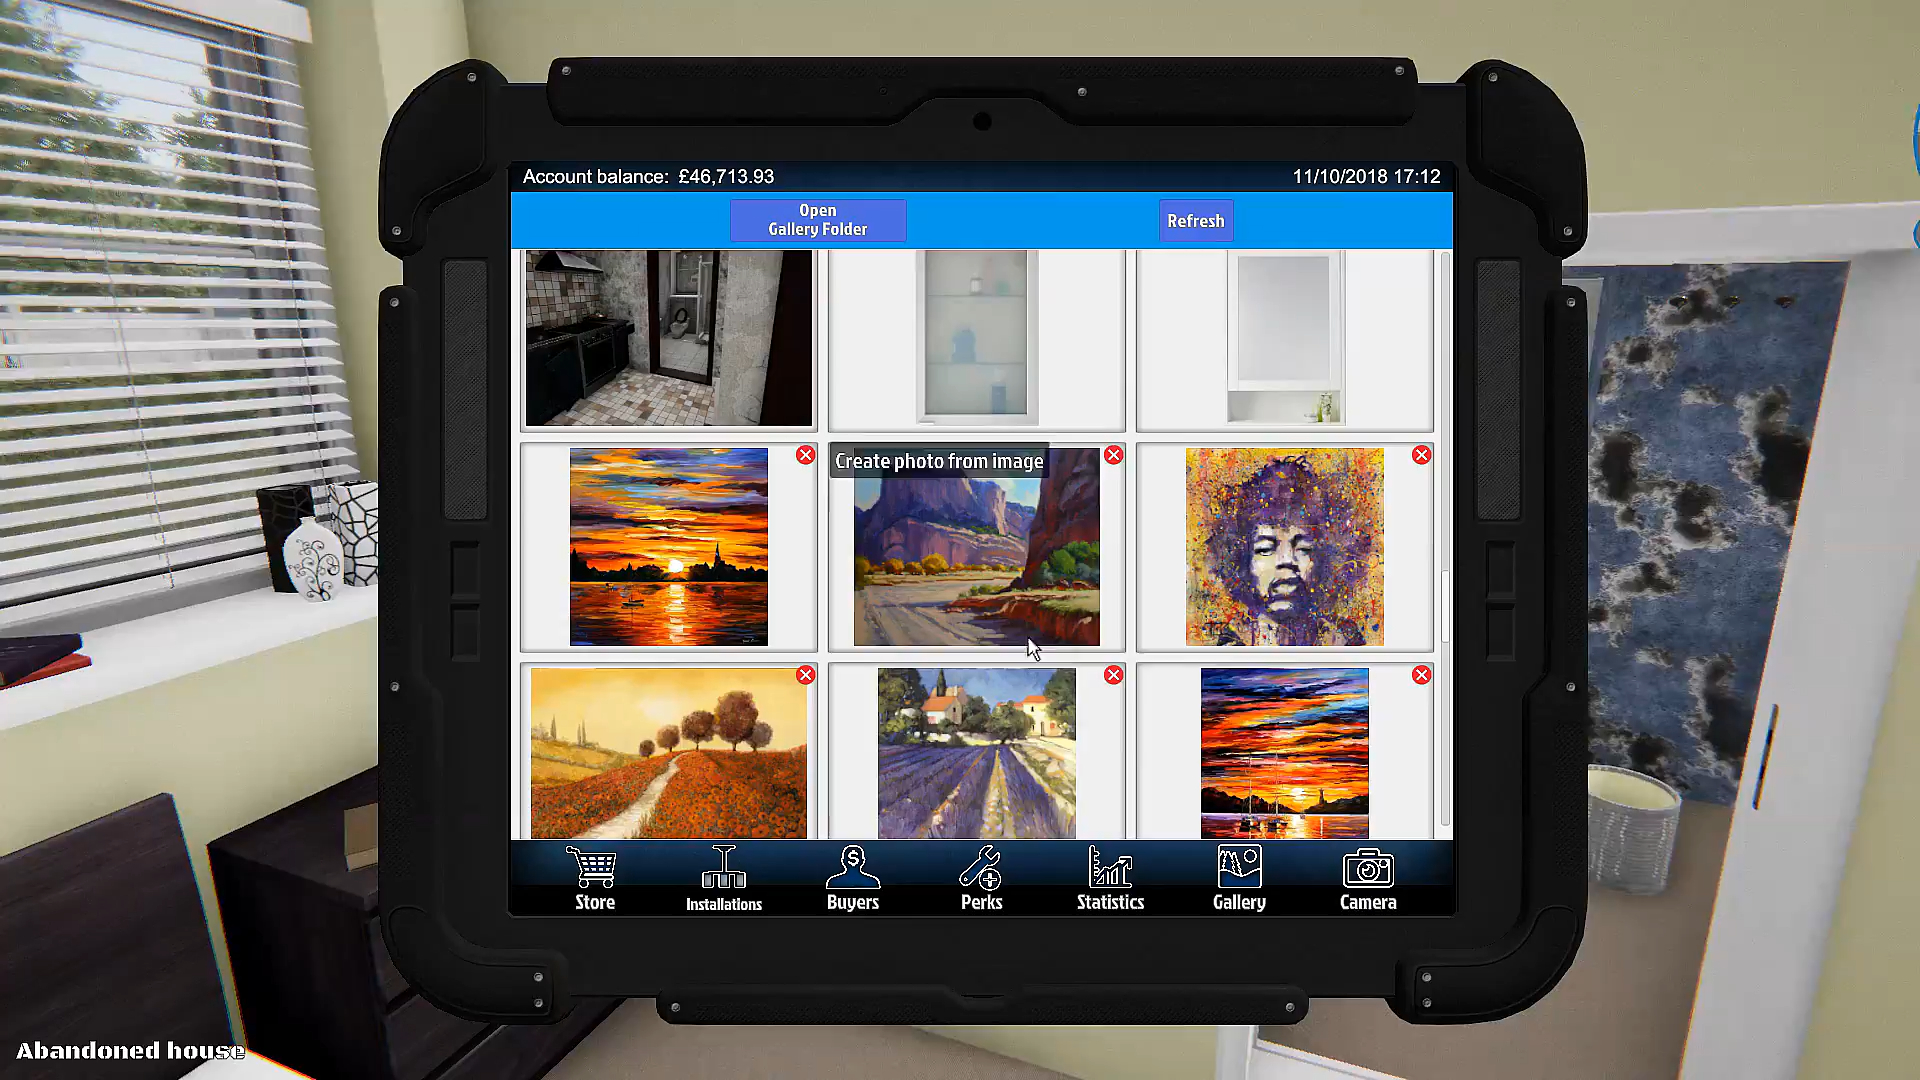 Account balance: £46,713.93
11/10/2018 17:12
Open
Gallery Folder
Refresh
Create photo from image
Store
Installations
Buyers
Perks
Statistics
Gallery
Camera
Abandoned house